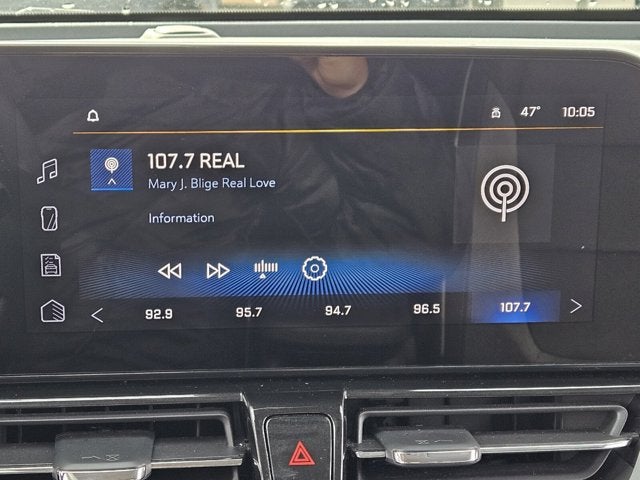 47° 10:05
107.7 REAL
Mary J. Blige Real Love
Information
92.9 95.7 94.7 96.5 107.7